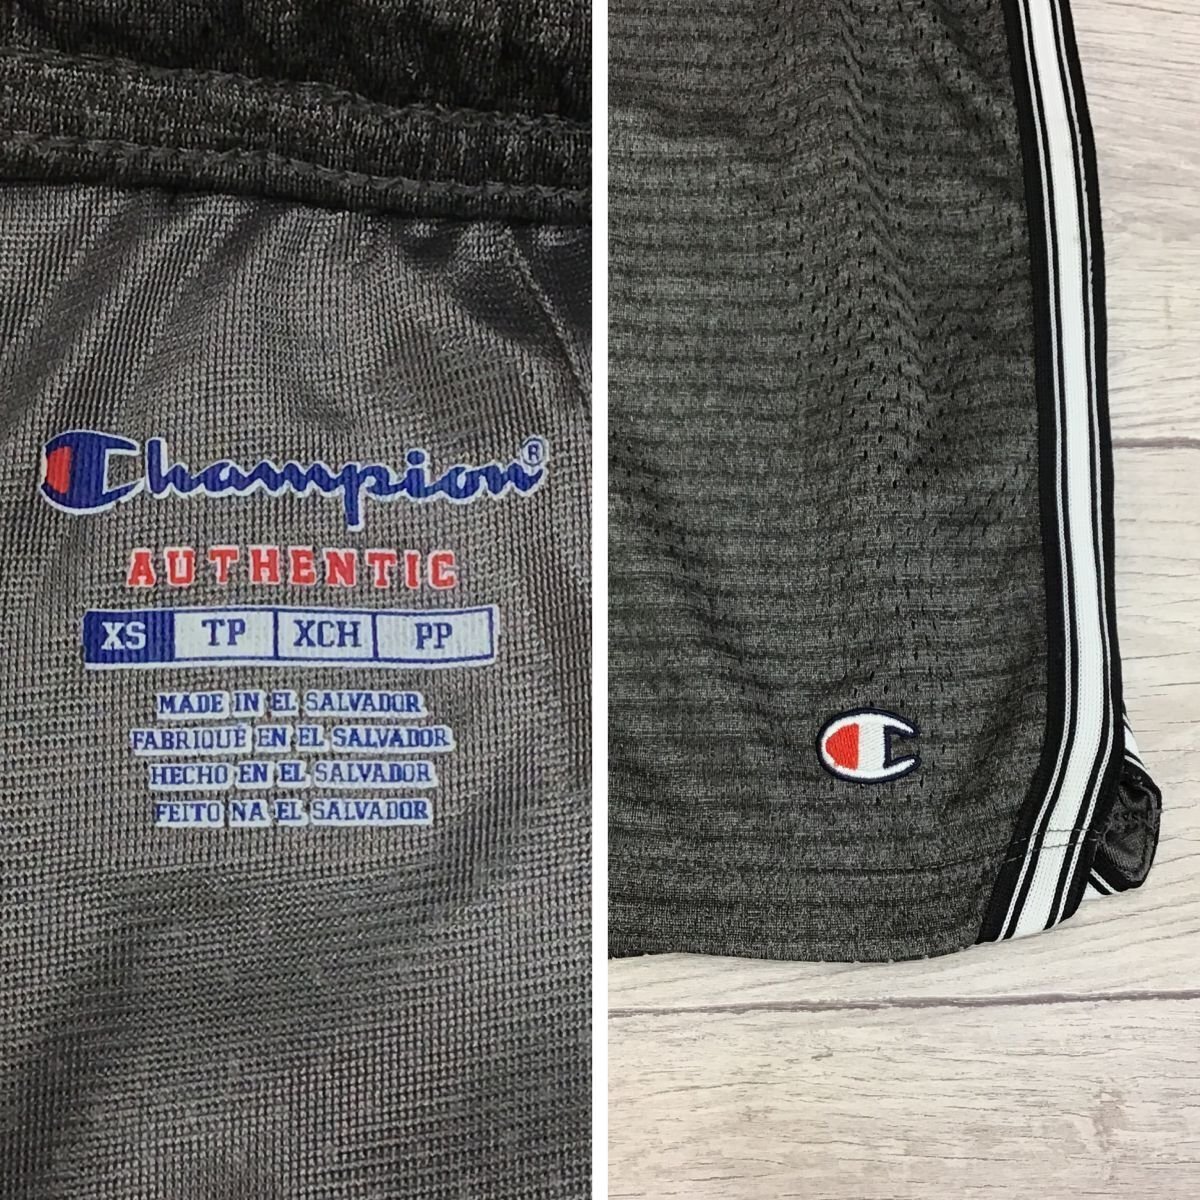 Champion®
AUTHENTIC
XS TP XCH PP
MADE IN EL SALVADOR
FABRIQUÉ EN EL SALVADOR
HECHO EN EL SALVADOR
FEITO NA EL SALVADOR